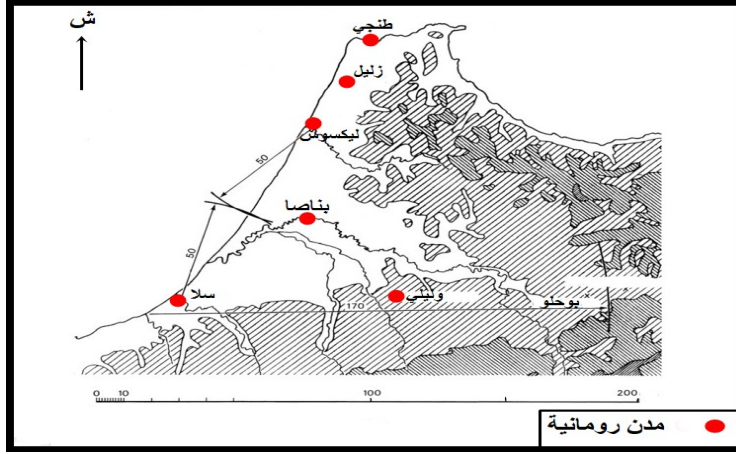 ش
طنجي
زليل
ليكسوس
50
بناصا
50
سلا
وليلي
بوحلو
170
0 10 100 200
مدن رومانية